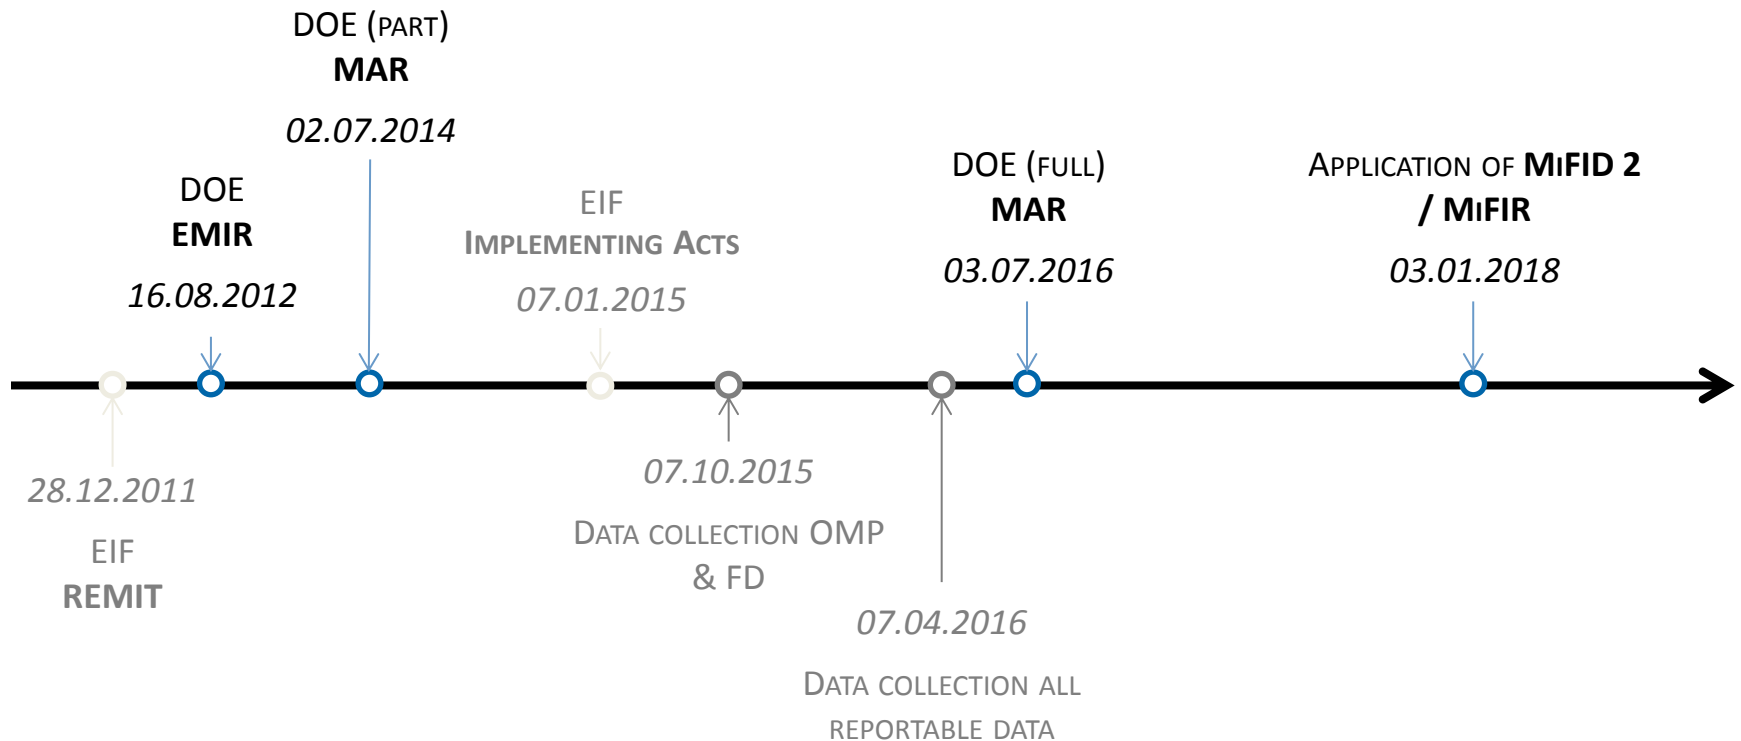 DOE (PART)
MAR
02.07.2014
DOE
EMIR
16.08.2012
EIF
IMPLEMENTING ACTS
07.01.2015
DOE (FULL)
MAR
03.07.2016
APPLICATION OF MIFID 2
/ MIFIR
03.01.2018
28.12.2011
EIF
REMIT
07.10.2015
DATA COLLECTION OMP
& FD
07.04.2016
DATA COLLECTION ALL
REPORTABLE DATA